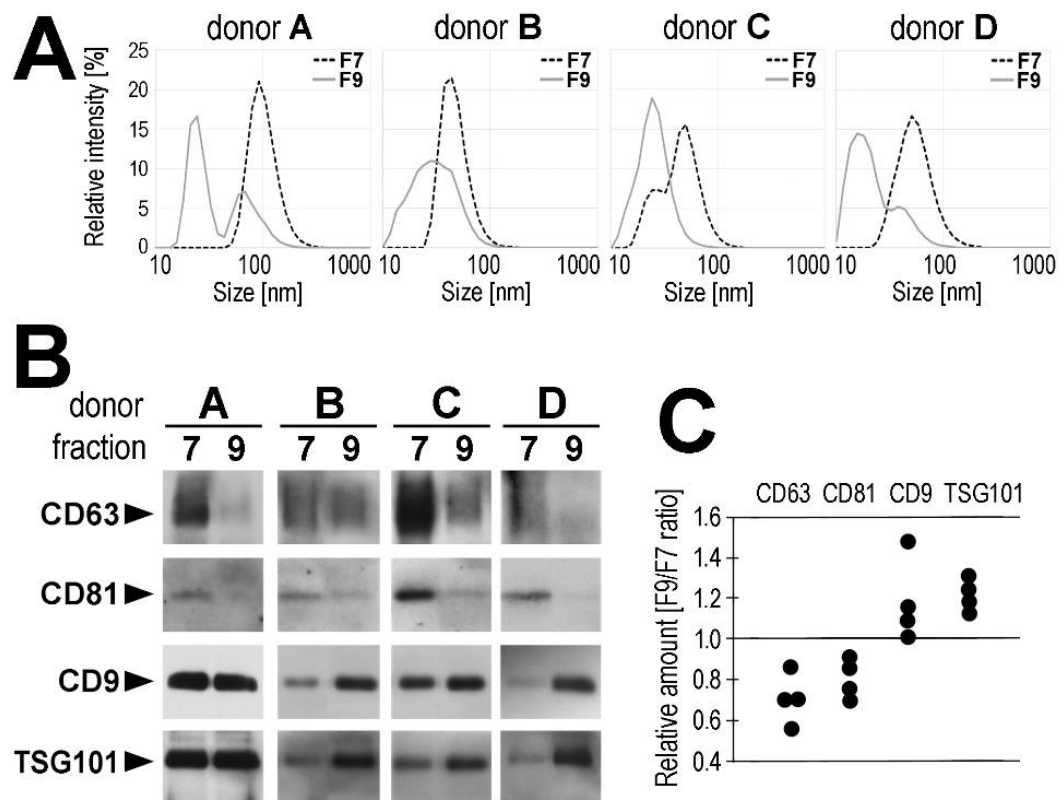 A
donor A
donor B
donor C
donor D
Relative intensity [%]
25
20
15
10
5
0
F7
F9
F7
F9
F7
F9
F7
F9
10 100 1000
10 100 1000
10 100 1000
10 100 1000
Size [nm]
Size [nm]
Size [nm]
Size [nm]
B
donor A B C D
fraction 7 9 7 9 7 9 7 9
CD63
CD81
CD9
TSG101
C
CD63 CD81 CD9 TSG101
Relative amount [F9/F7 ratio]
1.6
1.4
1.2
1.0
0.8
0.6
0.4